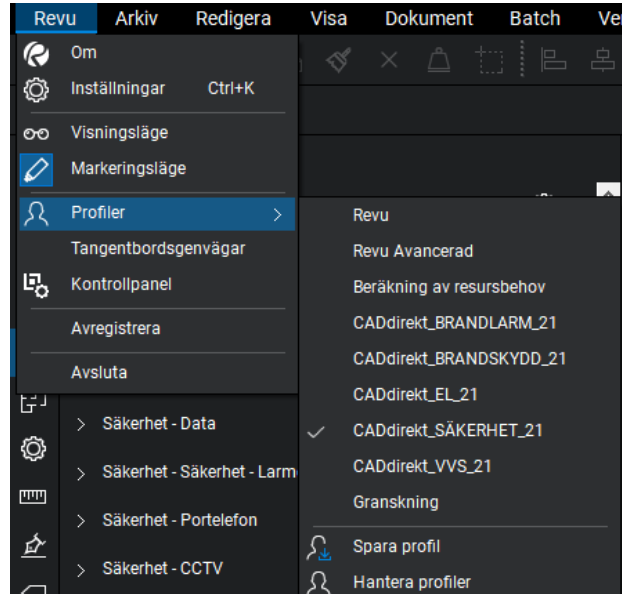 Revu Arkiv Redigera Visa Dokument Batch
Om
Inställningar Ctrl+K
Visningsläge
Markeringsläge
Profiler
Tangentbordsgenvägar
Kontrollpanel
Avregistrera
Avsluta
Revu
Revu Avancerad
Beräkning av resursbehov
CADdirekt_BRANDLARM_21
CADdirekt_BRANDSKYDD_21
CADdirekt_EL_21
CADdirekt_SÄKERHET_21
CADdirekt_VVS_21
Granskning
Spara profil
Hantera profiler
Säkerhet - Data
Säkerhet - Säkerhet - Larm
Säkerhet - Portelefon
Säkerhet - CCTV